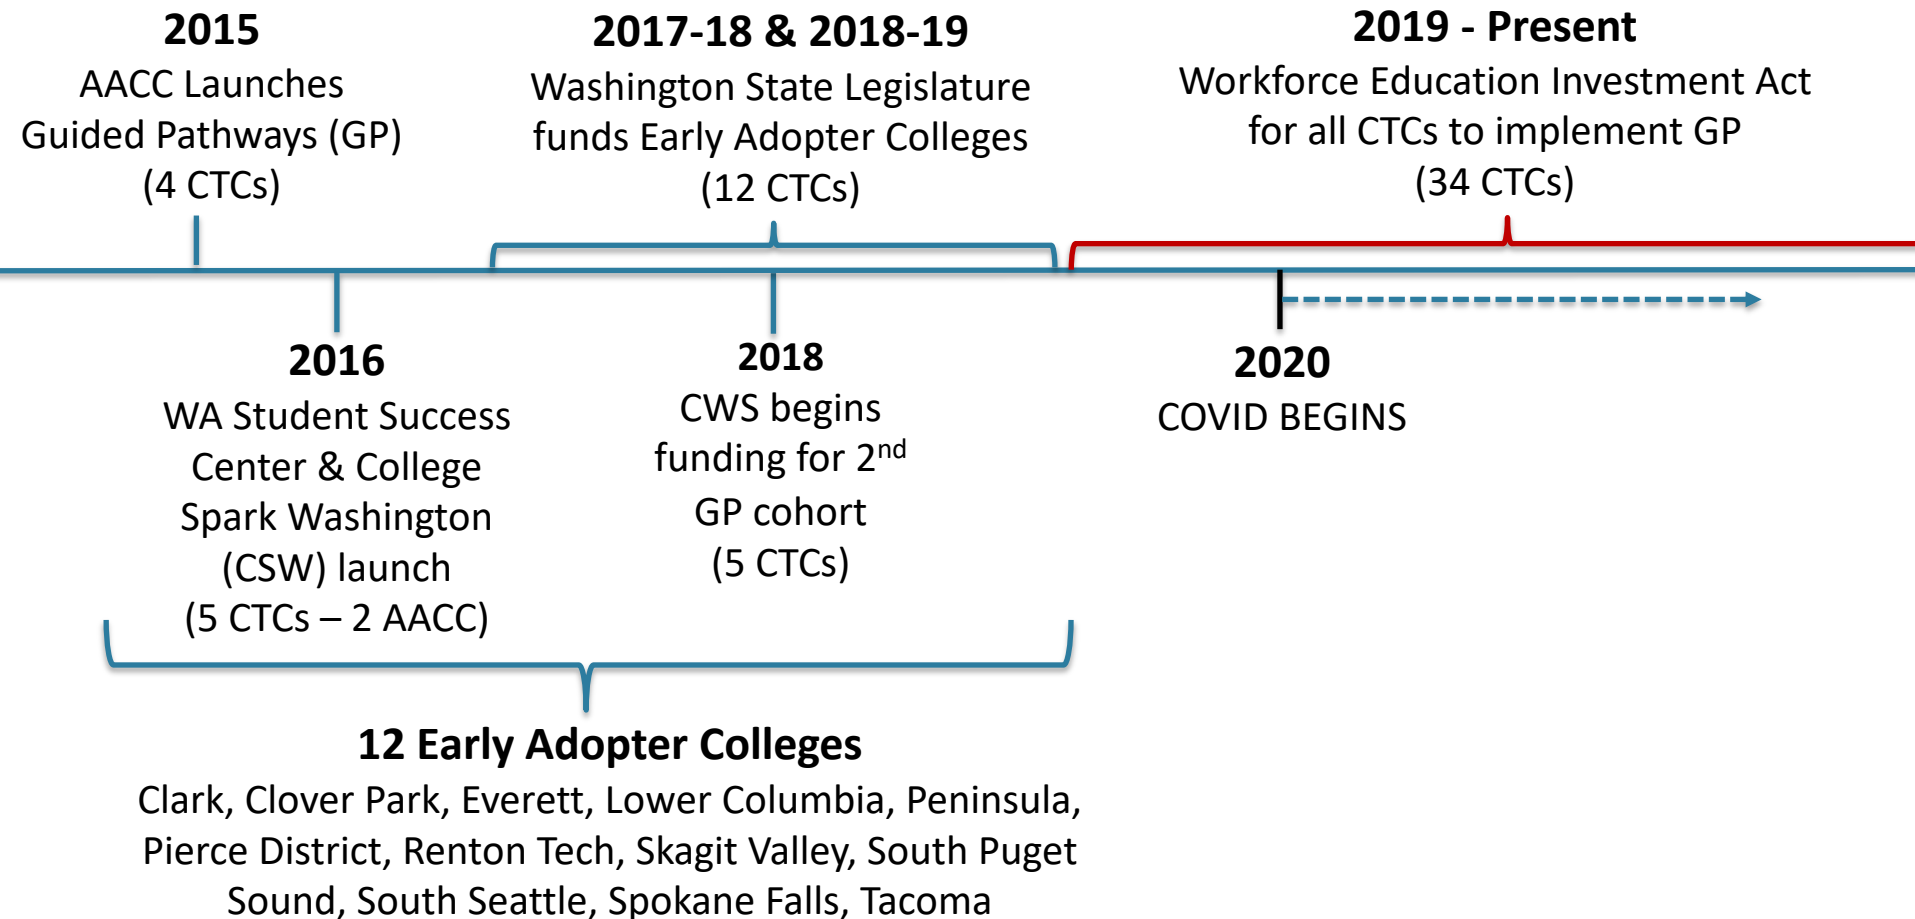 2015
AACC Launches
Guided Pathways (GP)
(4 CTCs)
2017-18 & 2018-19
Washington State Legislature
funds Early Adopter Colleges
(12 CTCs)
2019 - Present
Workforce Education Investment Act
for all CTCs to implement GP
(34 CTCs)
2016
WA Student Success
Center & College
Spark Washington
(CSW) launch
(5 CTCs – 2 AACC)
2018
CWS begins
funding for 2nd
GP cohort
(5 CTCs)
2020
COVID BEGINS
12 Early Adopter Colleges
Clark, Clover Park, Everett, Lower Columbia, Peninsula,
Pierce District, Renton Tech, Skagit Valley, South Puget
Sound, South Seattle, Spokane Falls, Tacoma